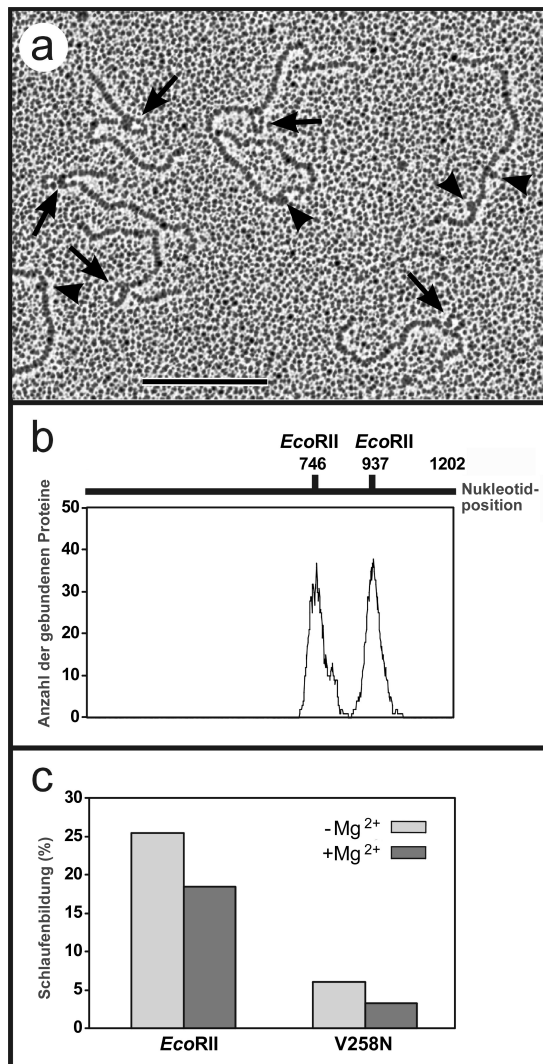 a
b
EcoRII EcoRII
746 937 1202
Nukleotid-
position
Anzahl der gebundenen Proteine
50
40
30
20
10
0
c
Schlaufenbildung (%)
30
25
20
15
10
5
0
-Mg2+
+Mg2+
EcoRII V258N